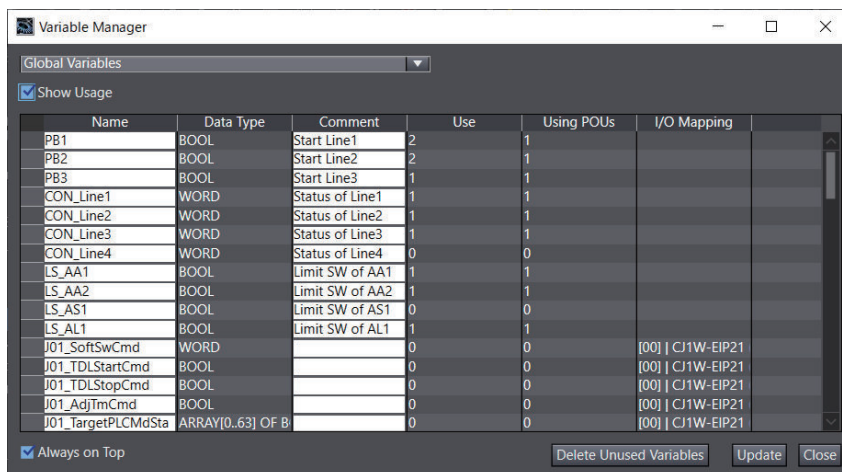 Variable Manager
Global Variables
Show Usage
Name Data Type Comment Use Using POUs I/O Mapping
PB1 BOOL Start Line1 2 1
PB2 BOOL Start Line2 2 1
PB3 BOOL Start Line3 1 1
CON_Line1 WORD Status of Line1 1 1
CON_Line2 WORD Status of Line2 1 1
CON_Line3 WORD Status of Line3 1 1
CON_Line4 WORD Status of Line4 0 0
LS_AA1 BOOL Limit SW of AA1 1 1
LS_AA2 BOOL Limit SW of AA2 1 1
LS_AS1 BOOL Limit SW of AS1 0 0
LS_AL1 BOOL Limit SW of AL1 1 1
J01_SoftSwCmd WORD 0 0 [00] | CJ1W-EIP21
J01_TDLStartCmd BOOL 0 0 [00] | CJ1W-EIP21
J01_TDLStopCmd BOOL 0 0 [00] | CJ1W-EIP21
J01_AdjTmCmd BOOL 0 0 [00] | CJ1W-EIP21
J01_TargetPLCMdSta ARRAY[0..63] OF B 0 0 [00] | CJ1W-EIP21
Always on Top Delete Unused Variables Update Close